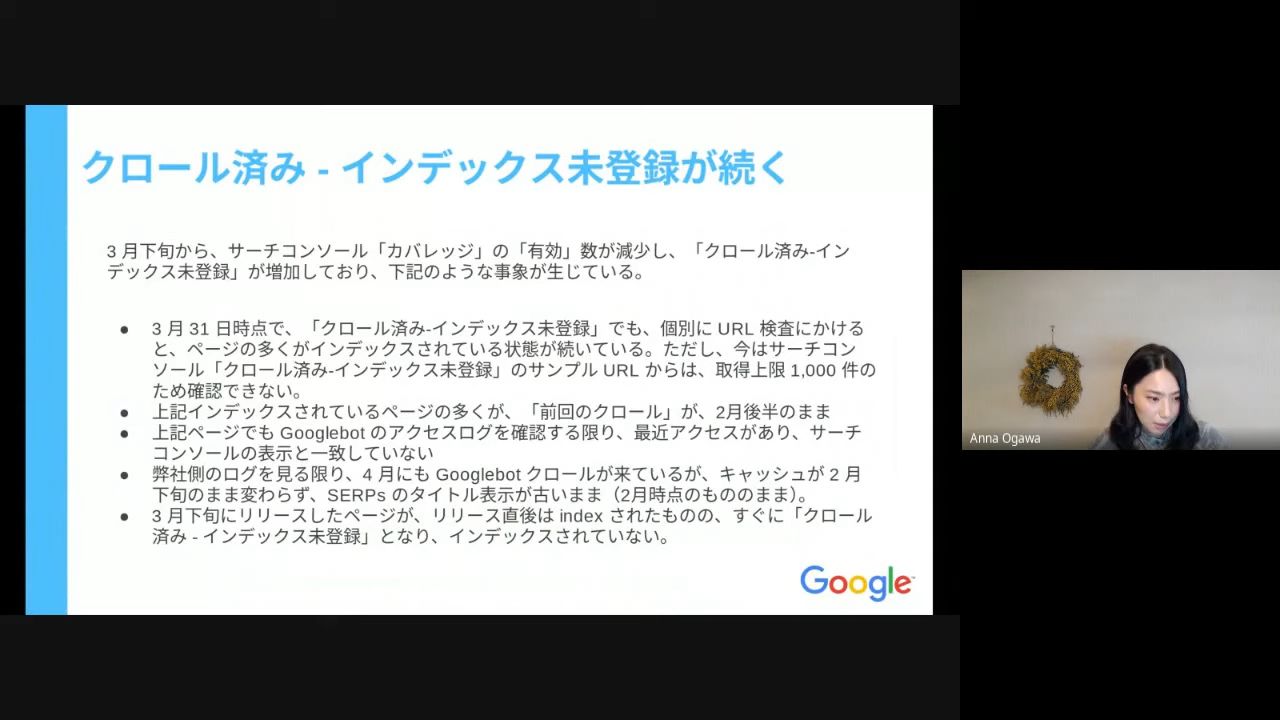 クロール済み - インデックス未登録が続く
3 月下旬から、サーチコンソール「カバレッジ」の「有効」数が減少し、「クロール済み-イン
デックス未登録」が増加しており、下記のような事象が生じている。
● 3 月 31 日時点で、「クロール済み-インデックス未登録」でも、個別に URL 検査にかける
と、ページの多くがインデックスされている状態が続いている。ただし、今はサーチコン
ソール「クロール済み-インデックス未登録」のサンプル URL からは、取得上限 1,000 件の
ため確認できない。
● 上記インデックスされているページの多くが、「前回のクロール」が、2月後半のまま
● 上記ページでも Googlebot のアクセスログを確認する限り、最近アクセスがあり、サーチ
コンソールの表示と一致していない
● 弊社側のログを見る限り、4 月にも Googlebot クロールが来ているが、キャッシュが 2 月
下旬のまま変わらず、SERPs のタイトル表示が古いまま（2月時点のもののまま）。
● 3 月下旬にリリースしたページが、リリース直後は index されたものの、すぐに「クロール
済み - インデックス未登録」となり、インデックスされていない。
Google
Anna Ogawa